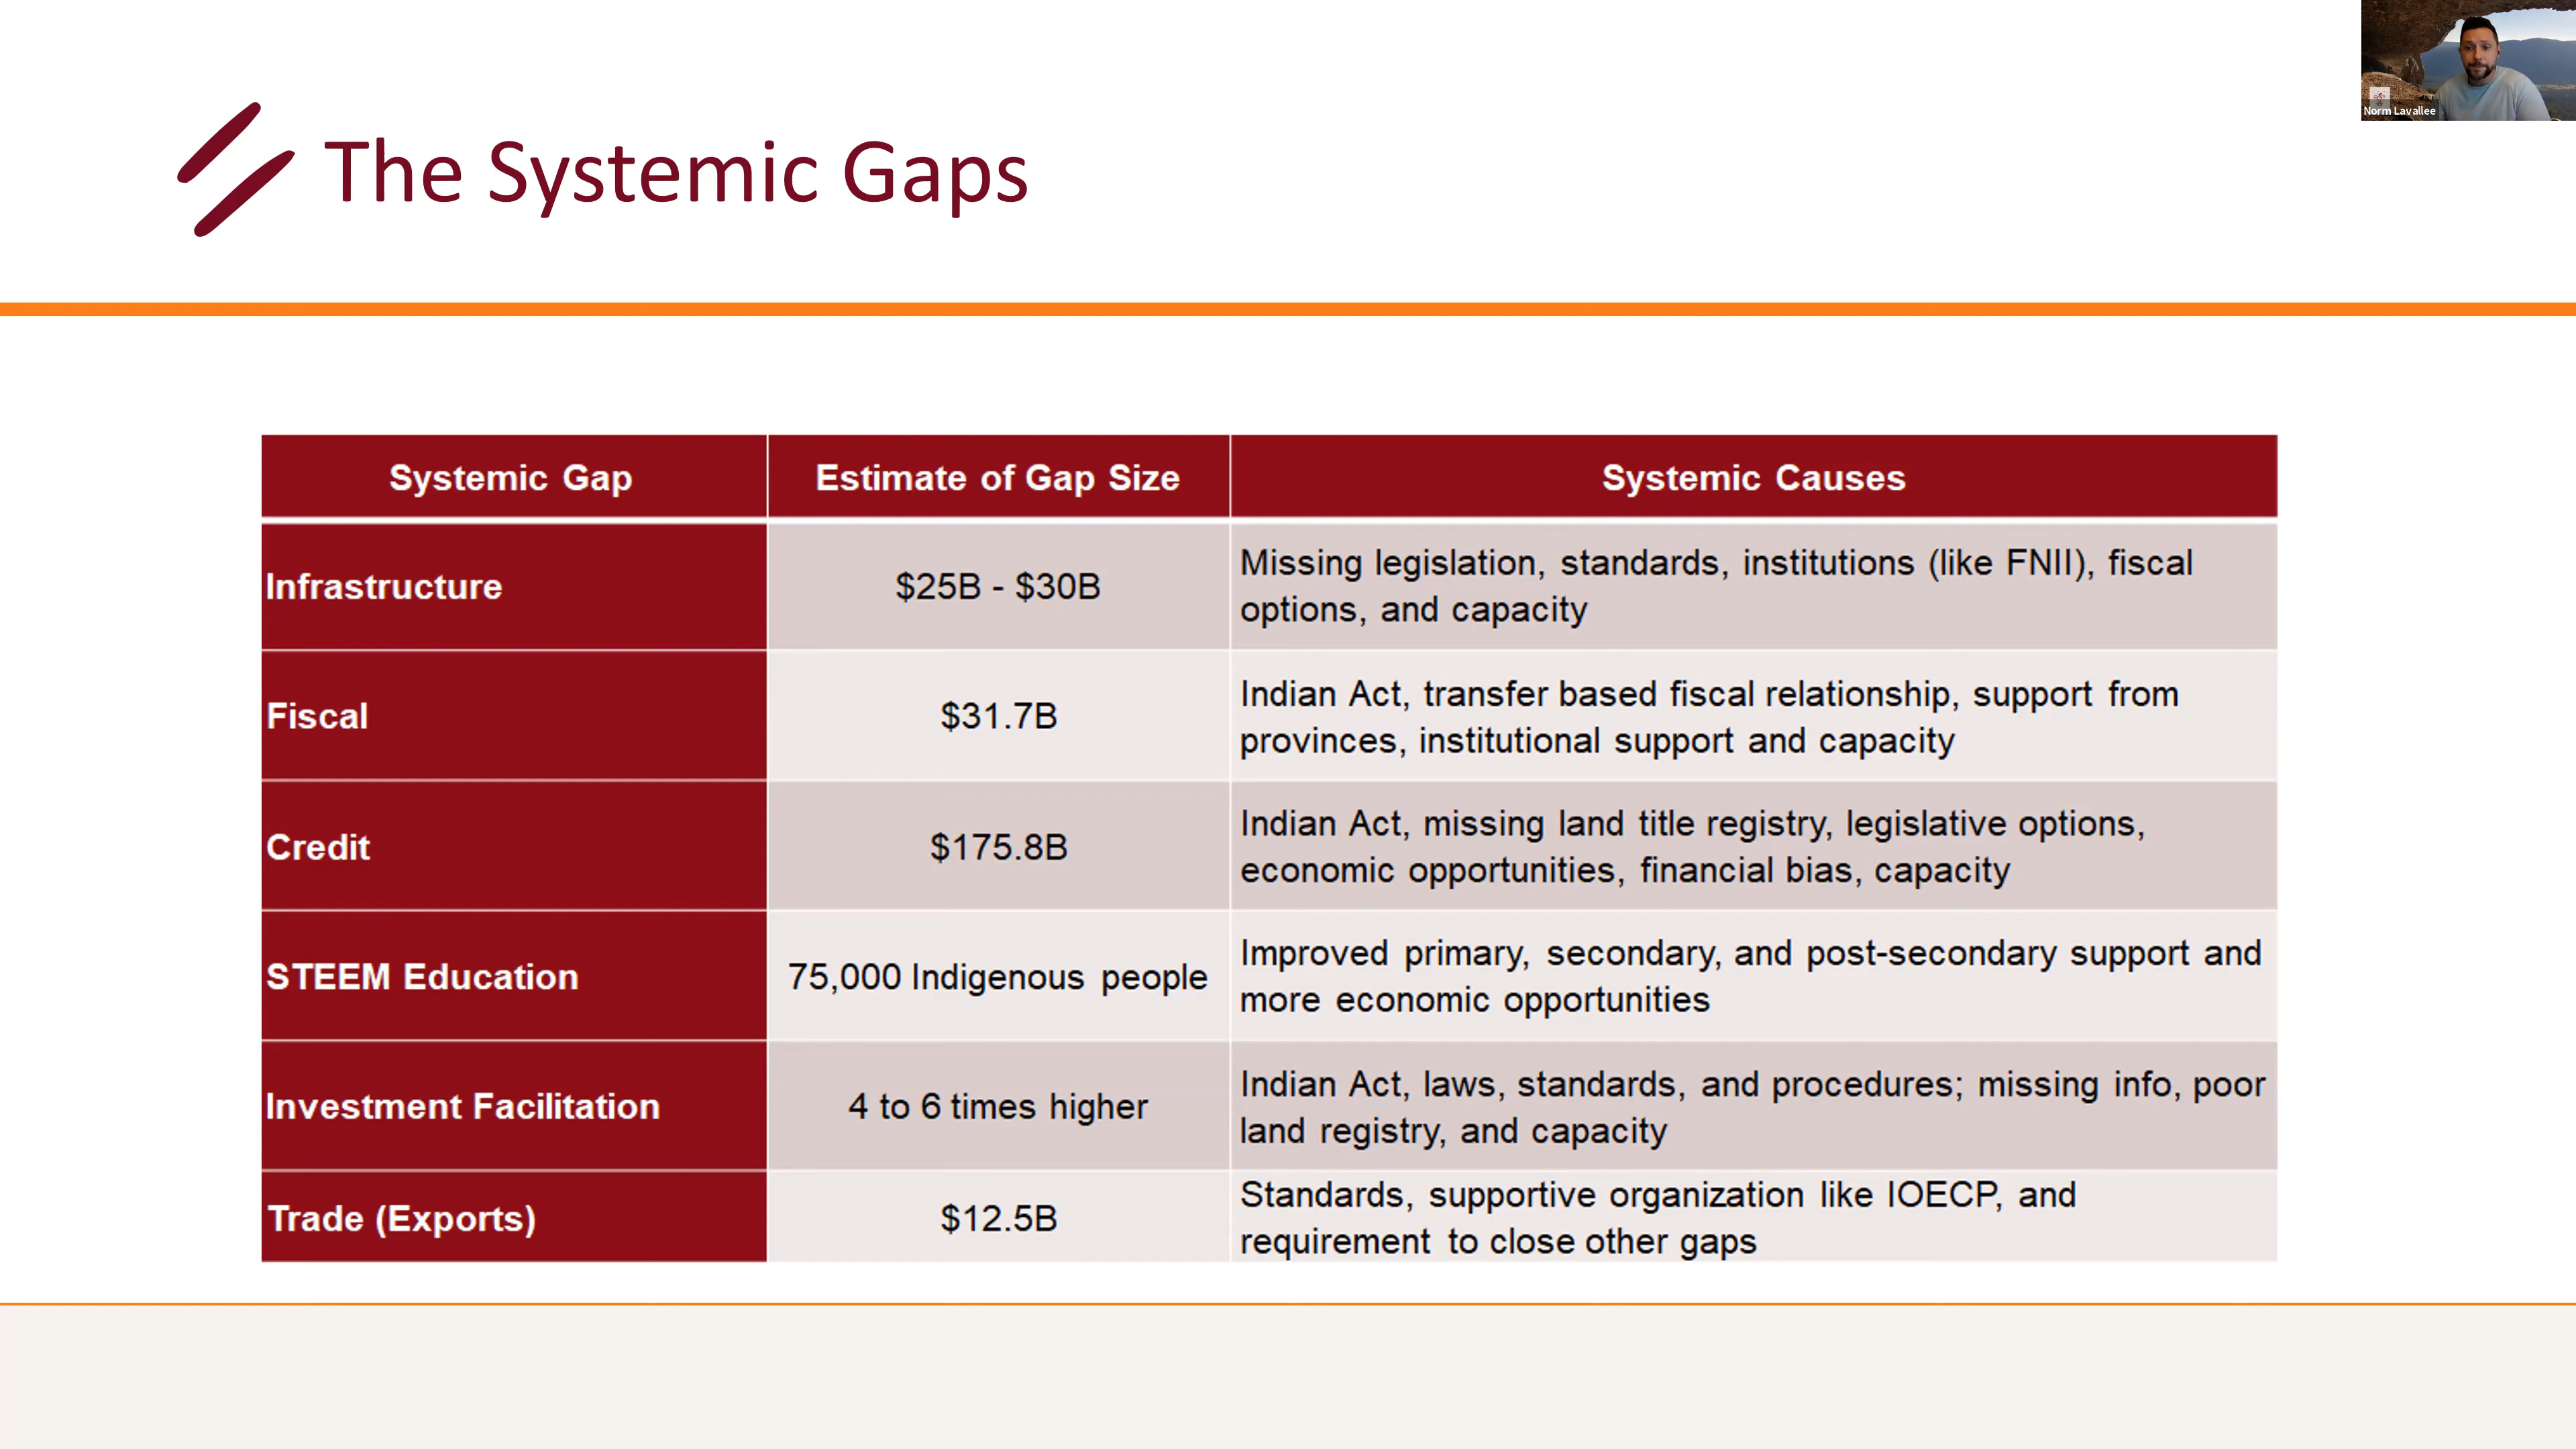 Norm Lavallee
The Systemic Gaps
Systemic Gap
Estimate of Gap Size
Systemic Causes
Infrastructure
$25B - $30B
Missing legislation, standards, institutions (like FNII), fiscal
options, and capacity
Fiscal
$31.7B
Indian Act, transfer based fiscal relationship, support from
provinces, institutional support and capacity
Credit
$175.8B
Indian Act, missing land title registry, legislative options,
economic opportunities, financial bias, capacity
STEEM Education
75,000 Indigenous people
Improved primary, secondary, and post-secondary support and
more economic opportunities
Investment Facilitation
4 to 6 times higher
Indian Act, laws, standards, and procedures; missing info, poor
land registry, and capacity
Trade (Exports)
$12.5B
Standards, supportive organization like IOECP, and
requirement to close other gaps